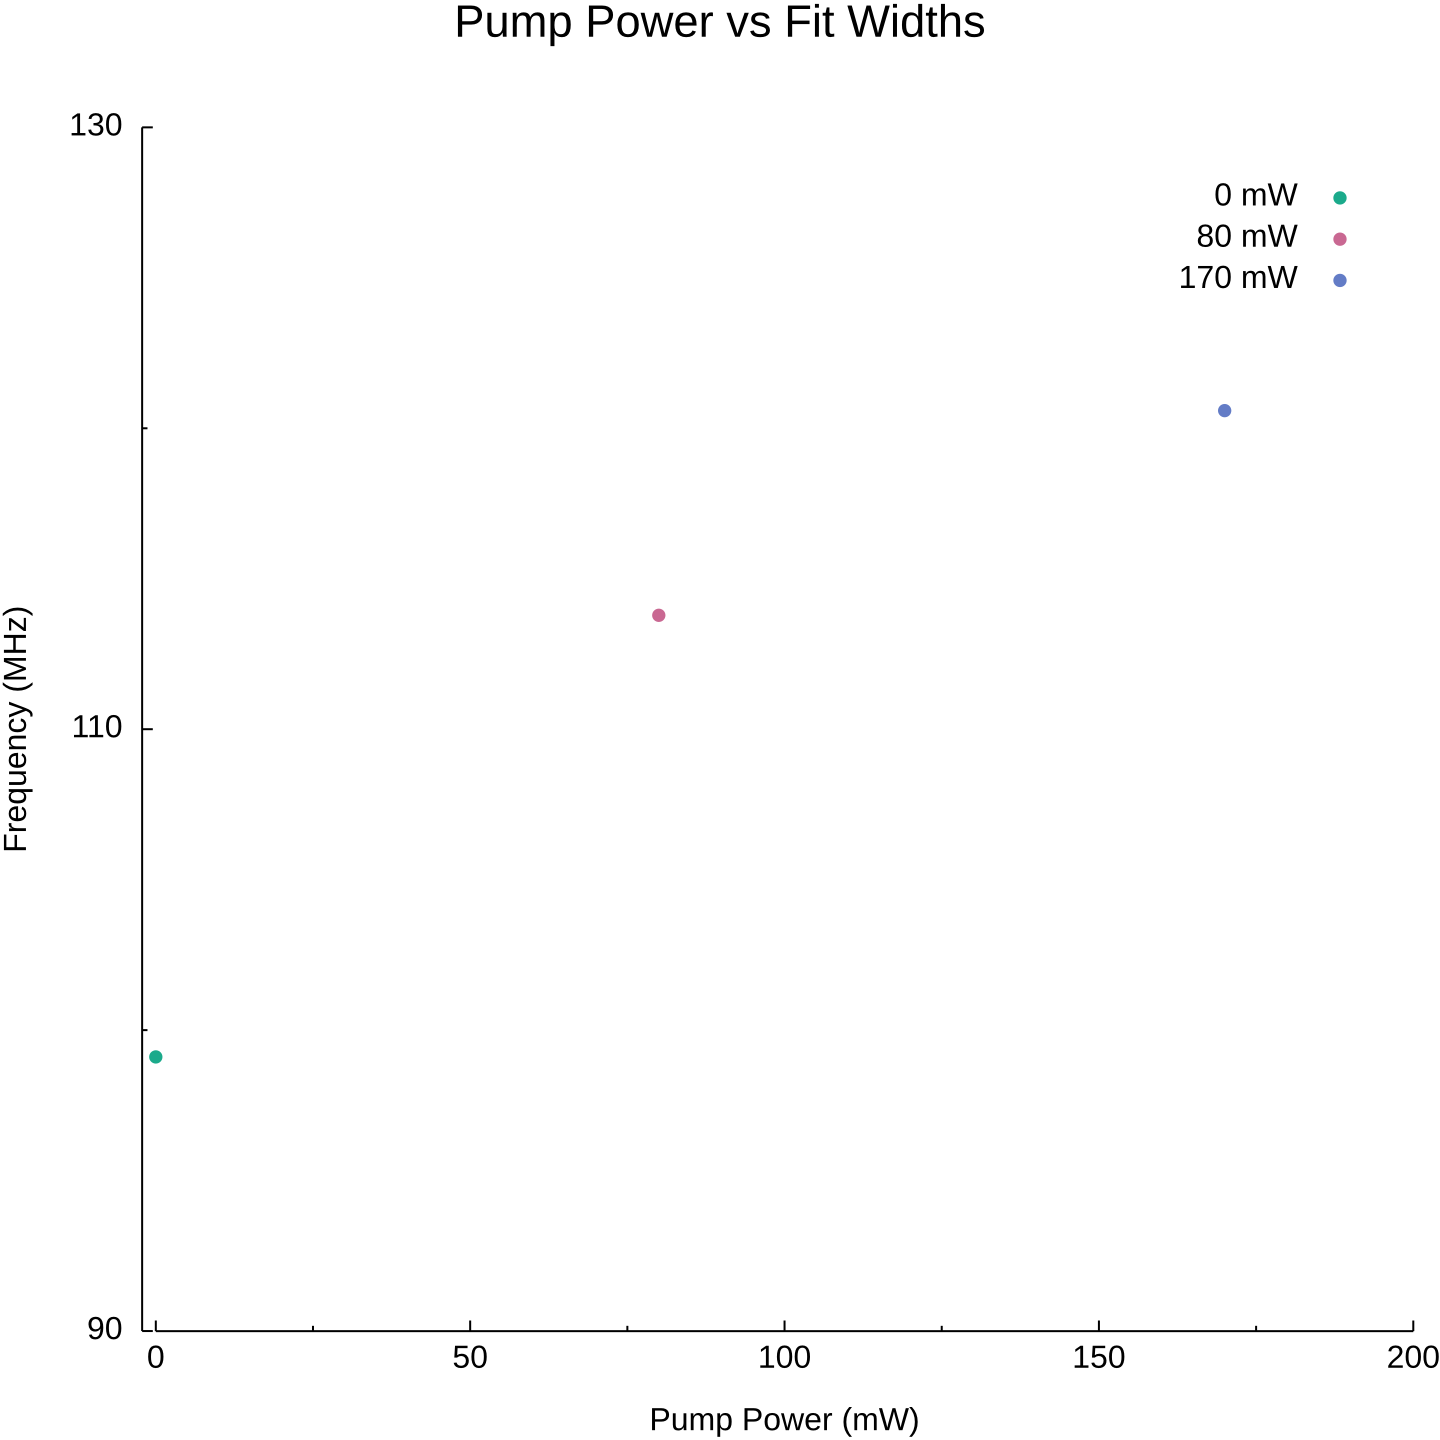 Pump Power vs Fit Widths
130
0 mW
80 mW
170 mW
110
Frequency (MHz)
90
0 50 100 150 200
Pump Power (mW)